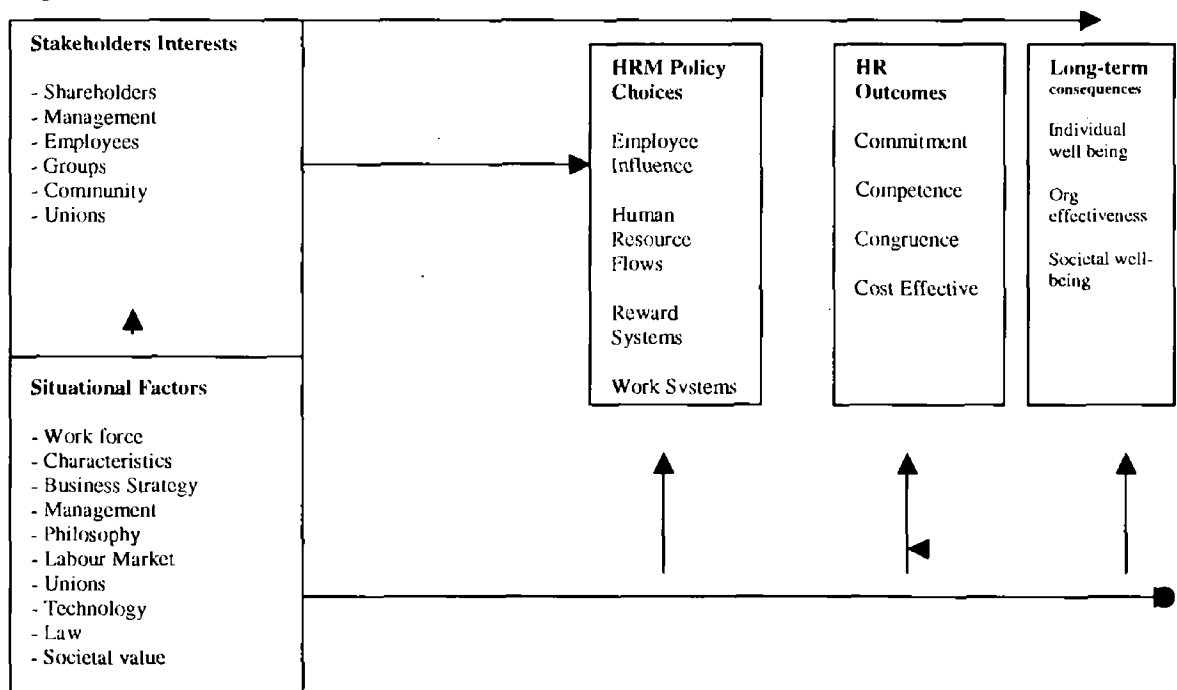 Stakeholders Interests
- Shareholders
- Management
- Employees
- Groups
- Community
- Unions
Situational Factors
- Work force
- Characteristics
- Business Strategy
- Management
- Philosophy
- Labour Market
- Unions
- Technology
- Law
- Societal value
HRM Policy
Choices
Employee
Influence
Human
Resource
Flows
Reward
Systems
Work Systems
HR
Outcomes
Commitment
Competence
Congruence
Cost Effective
Long-term
consequences
Individual
well being
Org
effectiveness
Societal well-
being